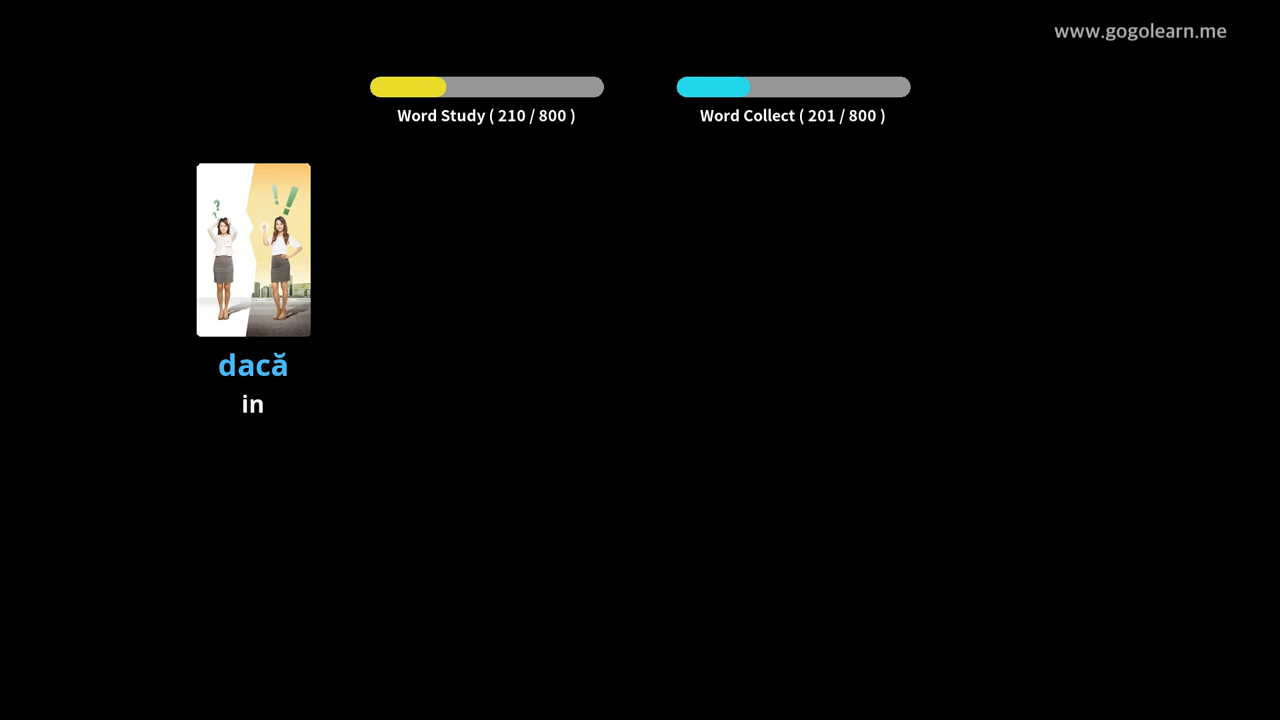 www.gogolearn.me
Word Study ( 210 / 800 )
Word Collect ( 201 / 800 )
? !!
dacă
in